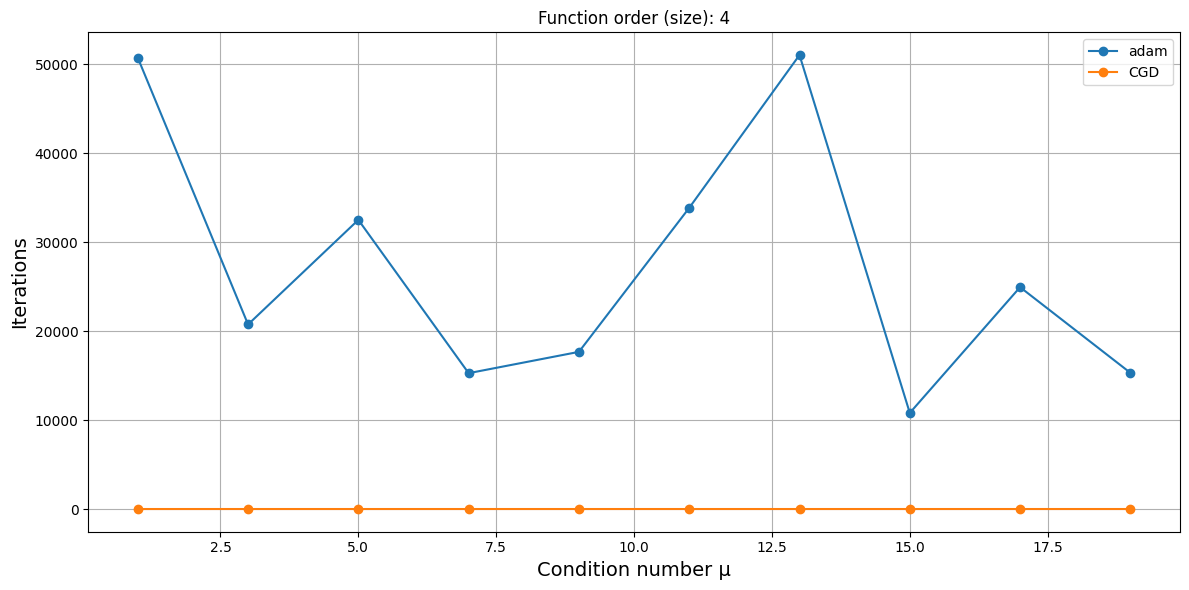 Function order (size): 4
adam
CGD
50000
40000
30000
20000
10000
0
Iterations
2.5 5.0 7.5 10.0 12.5 15.0 17.5
Condition number μ